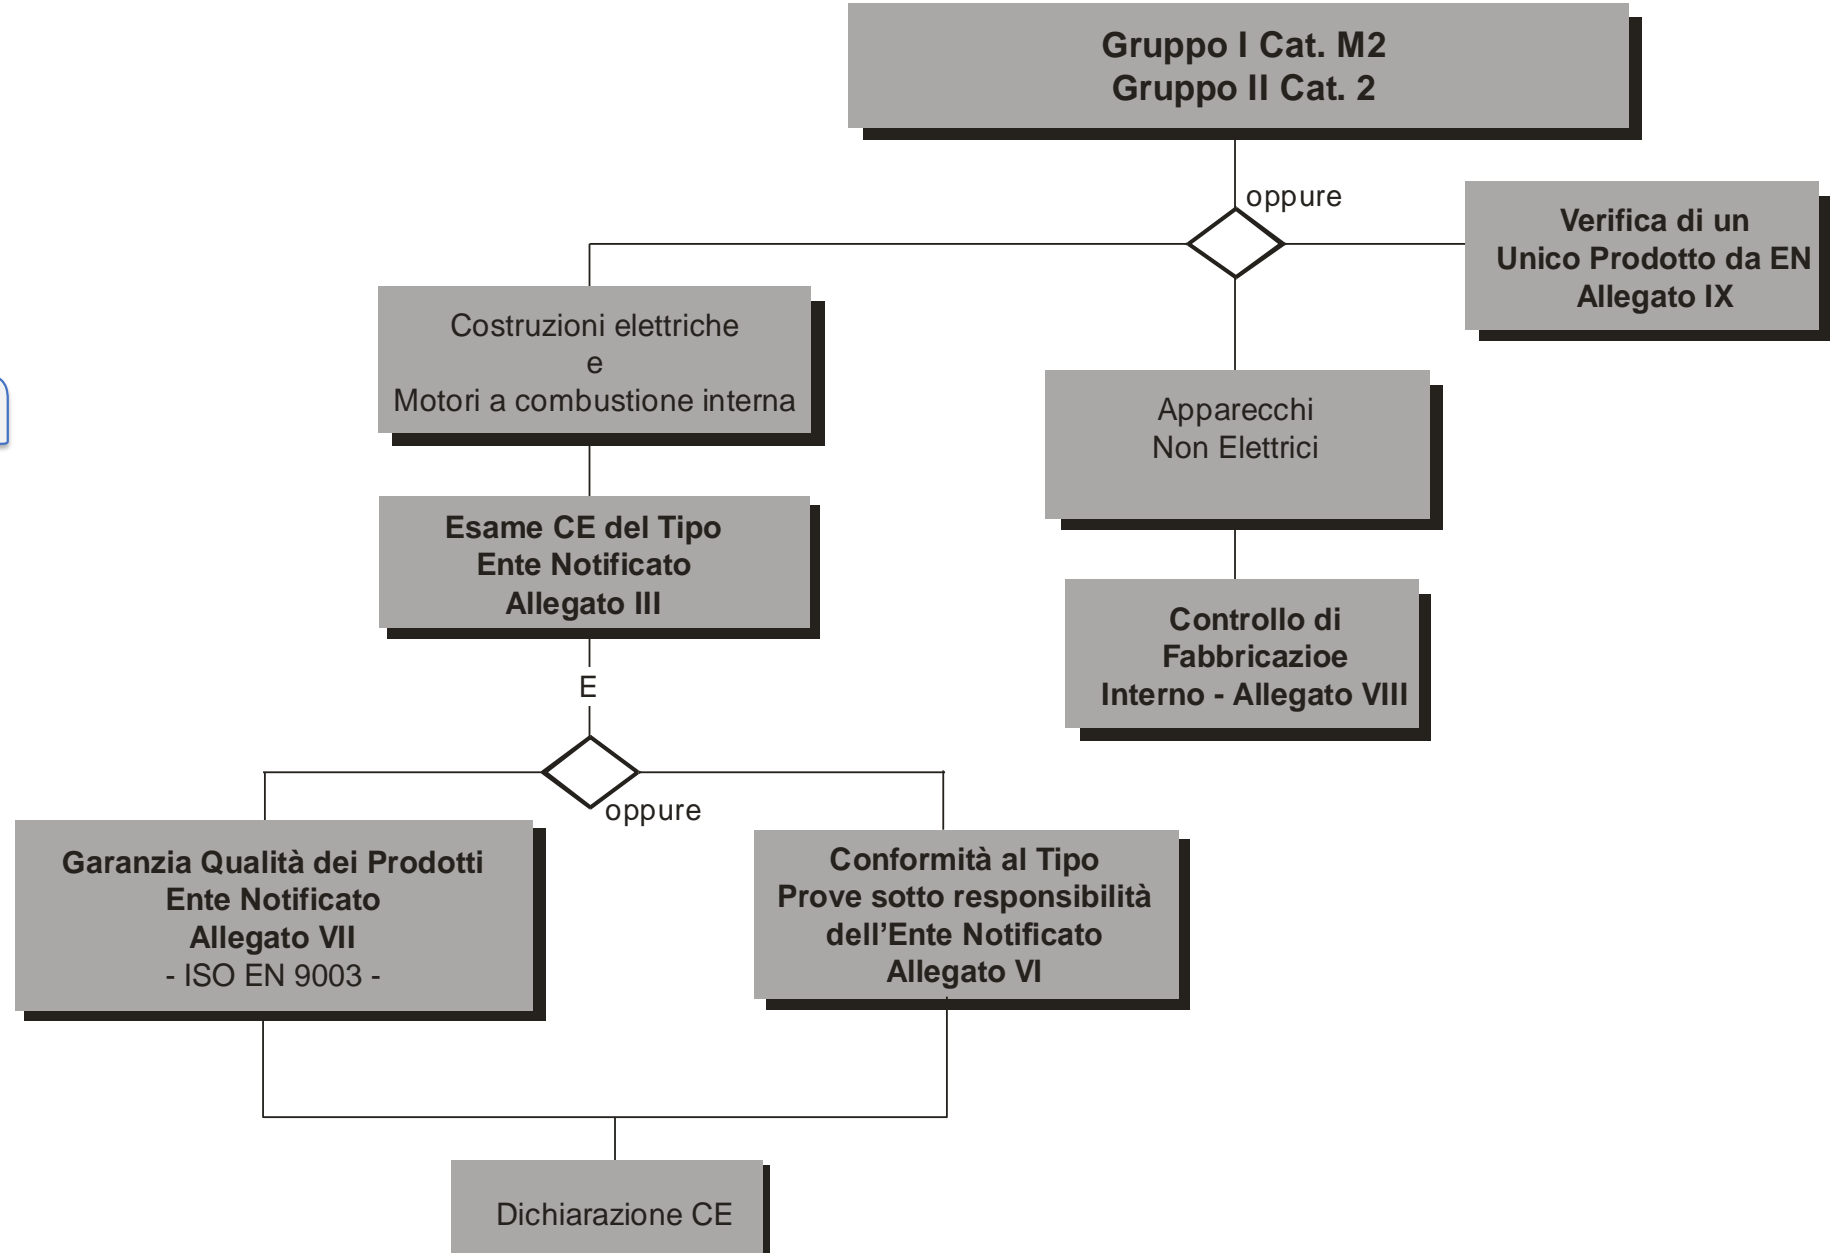 Gruppo I Cat. M2
Gruppo II Cat. 2
oppure
Verifica di un
Unico Prodotto da EN
Allegato IX
Costruzioni elettriche
e
Motori a combustione interna
Apparecchi
Non Elettrici
Esame CE del Tipo
Ente Notificato
Allegato III
Controllo di
Fabbricazioe
Interno - Allegato VIII
E
oppure
Garanzia Qualità dei Prodotti
Ente Notificato
Allegato VII
- ISO EN 9003 -
Conformità al Tipo
Prove sotto responsibilità
dell’Ente Notificato
Allegato VI
Dichiarazione CE